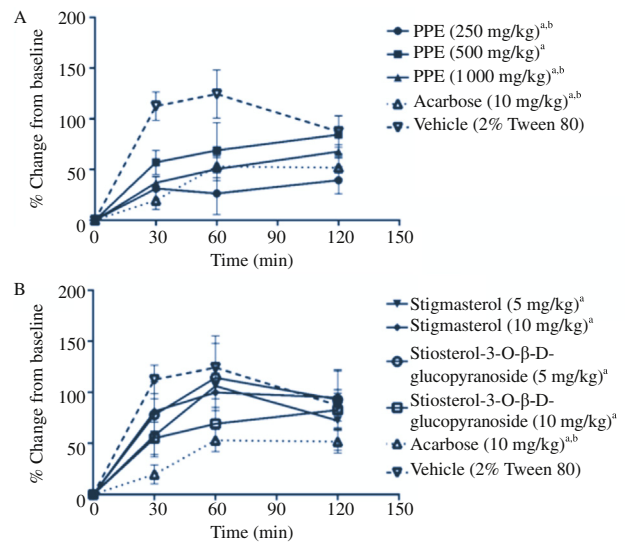 A
200
150
100
50
0
0
30
60
90
120
150
% Change from baseline
Time (min)
PPE (250 mg/kg)a,b
PPE (500 mg/kg)a
PPE (1 000 mg/kg)a,b
Acarbose (10 mg/kg)a,b
Vehicle (2% Tween 80)
B
200
150
100
50
0
0
30
60
90
120
150
% Change from baseline
Time (min)
Stigmasterol (5 mg/kg)a
Stigmasterol (10 mg/kg)a
Stiosterol-3-O-β-D-
glucopyranoside (5 mg/kg)a
Stiosterol-3-O-β-D-
glucopyranoside (10 mg/kg)a
Acarbose (10 mg/kg)a,b
Vehicle (2% Tween 80)